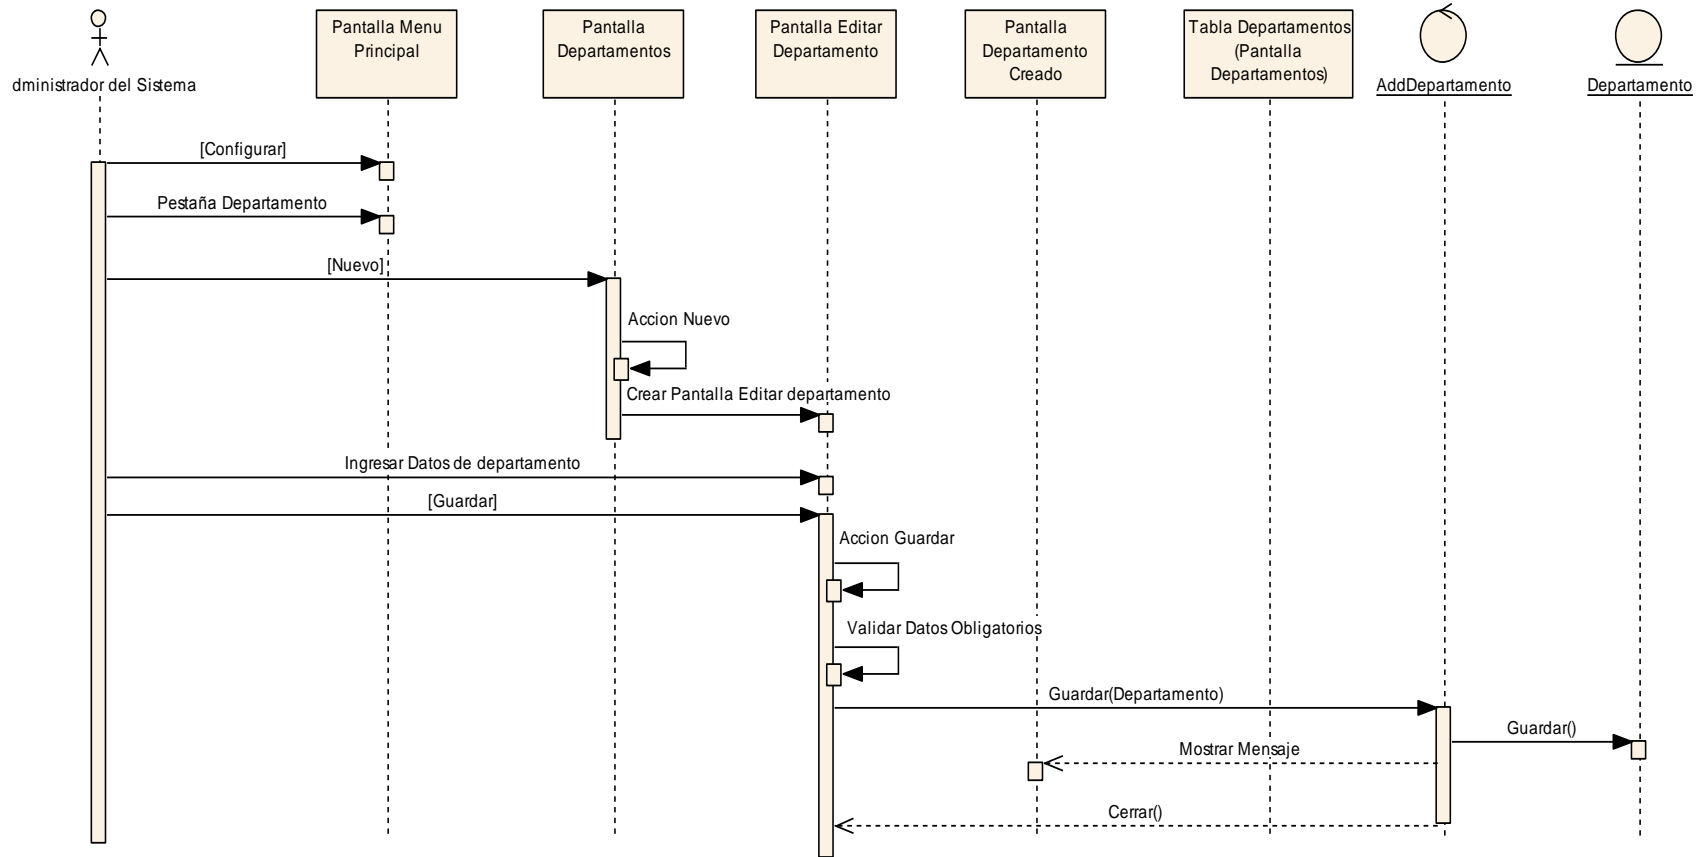 Pantalla Menu
Principal
Pantalla
Departamentos
Pantalla Editar
Departamento
Pantalla
Departamento
Creado
Tabla Departamentos
(Pantalla
Departamentos)
dministrador del Sistema
AddDepartamento
Departamento
[Configurar]
Pestaña Departamento
[Nuevo]
Accion Nuevo
Crear Pantalla Editar departamento
Ingresar Datos de departamento
[Guardar]
Accion Guardar
Validar Datos Obligatorios
Guardar(Departamento)
Guardar()
Mostrar Mensaje
Cerrar()